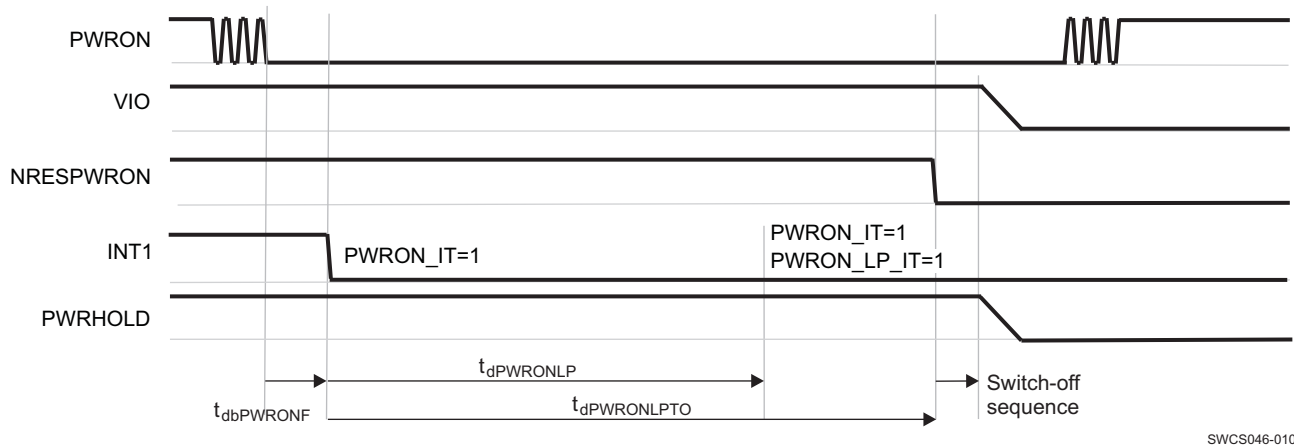 PWRON
VIO
NRESPWRON
INT1
PWRON_IT=1
PWRON_IT=1
PWRON_LP_IT=1
PWRHOLD
tdbPWRONF
tdPWRONLP
tdPWRONLPTO
Switch-off
sequence
SWCS046-010